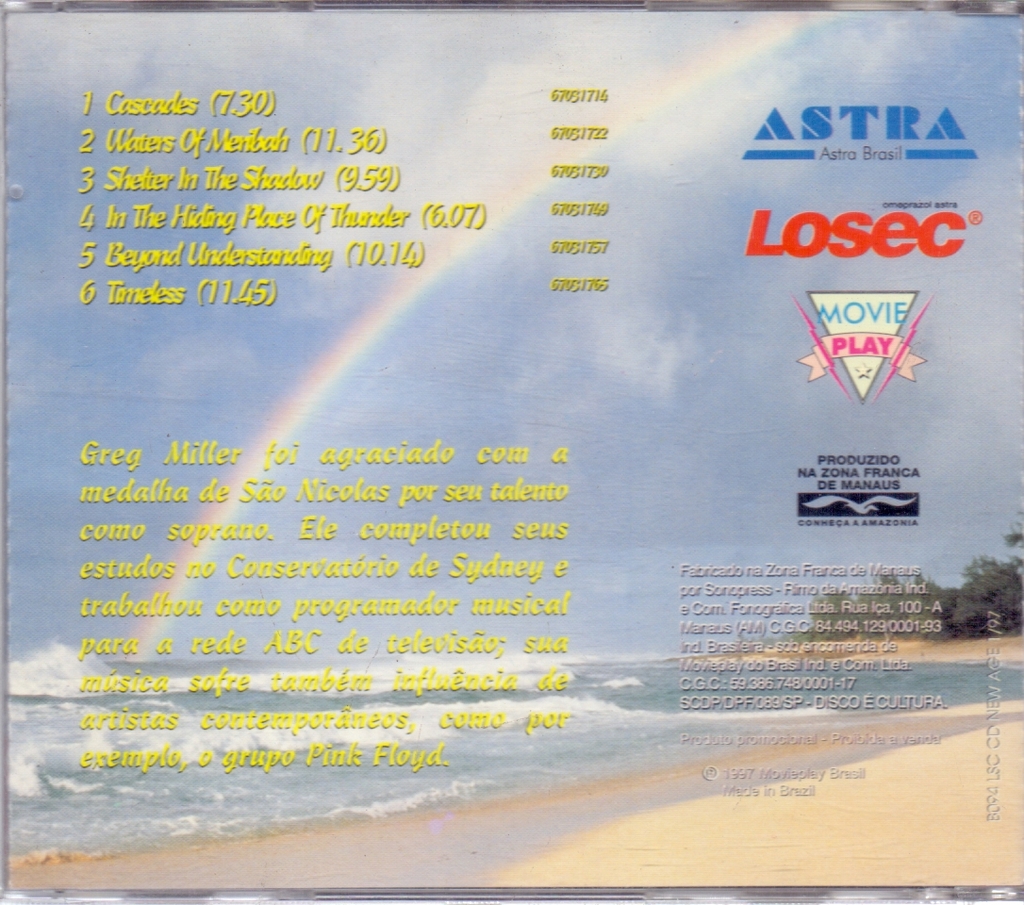 1 Cascades (7.30) 67031714
2 Waters Of Meribah (11.36) 67031722
3 Shelter In The Shadow (9.59) 67031730
4 In The Hiding Place Of Thunder (6.07) 67031749
5 Beyond Understanding (10.14) 67031757
6 Timeless (11.45) 67031765
Greg Miller foi agraciado com a
medalha de São Nicolas por seu talento
como soprano. Ele completou seus
estudos no Conservatório de Sydney e
trabalhou como programador musical
para a rede ABC de televisão; sua
música sofre também influência de
artistas contemporâneos, como por
exemplo, o grupo Pink Floyd.
ASTRA
Astra Brasil
omeprazol astra
LOSEC®
MOVIE
PLAY
PRODUZIDO
NA ZONA FRANCA
DE MANAUS
CONHEÇA A AMAZONIA
Fabricado na Zona Franca de Manaus
por Sonopress - Rimo da Amazônia Ind.
e Com. Fonográfica Ltda. Rua Iça, 100 - A
Manaus (AM) C.G.C. 84.494.129/0001-93
Ind. Brasileira - sob encomenda de
Movieplay do Brasil Ind. e Com. Ltda.
C.G.C.: 59.386.748/0001-17
SCDP/DPF/089/SP - DISCO É CULTURA.
Produto promocional - Proibida a venda
℗ 1997 Movieplay Brasil
Made in Brazil
B094 LSC CD NEW AGE 1/97